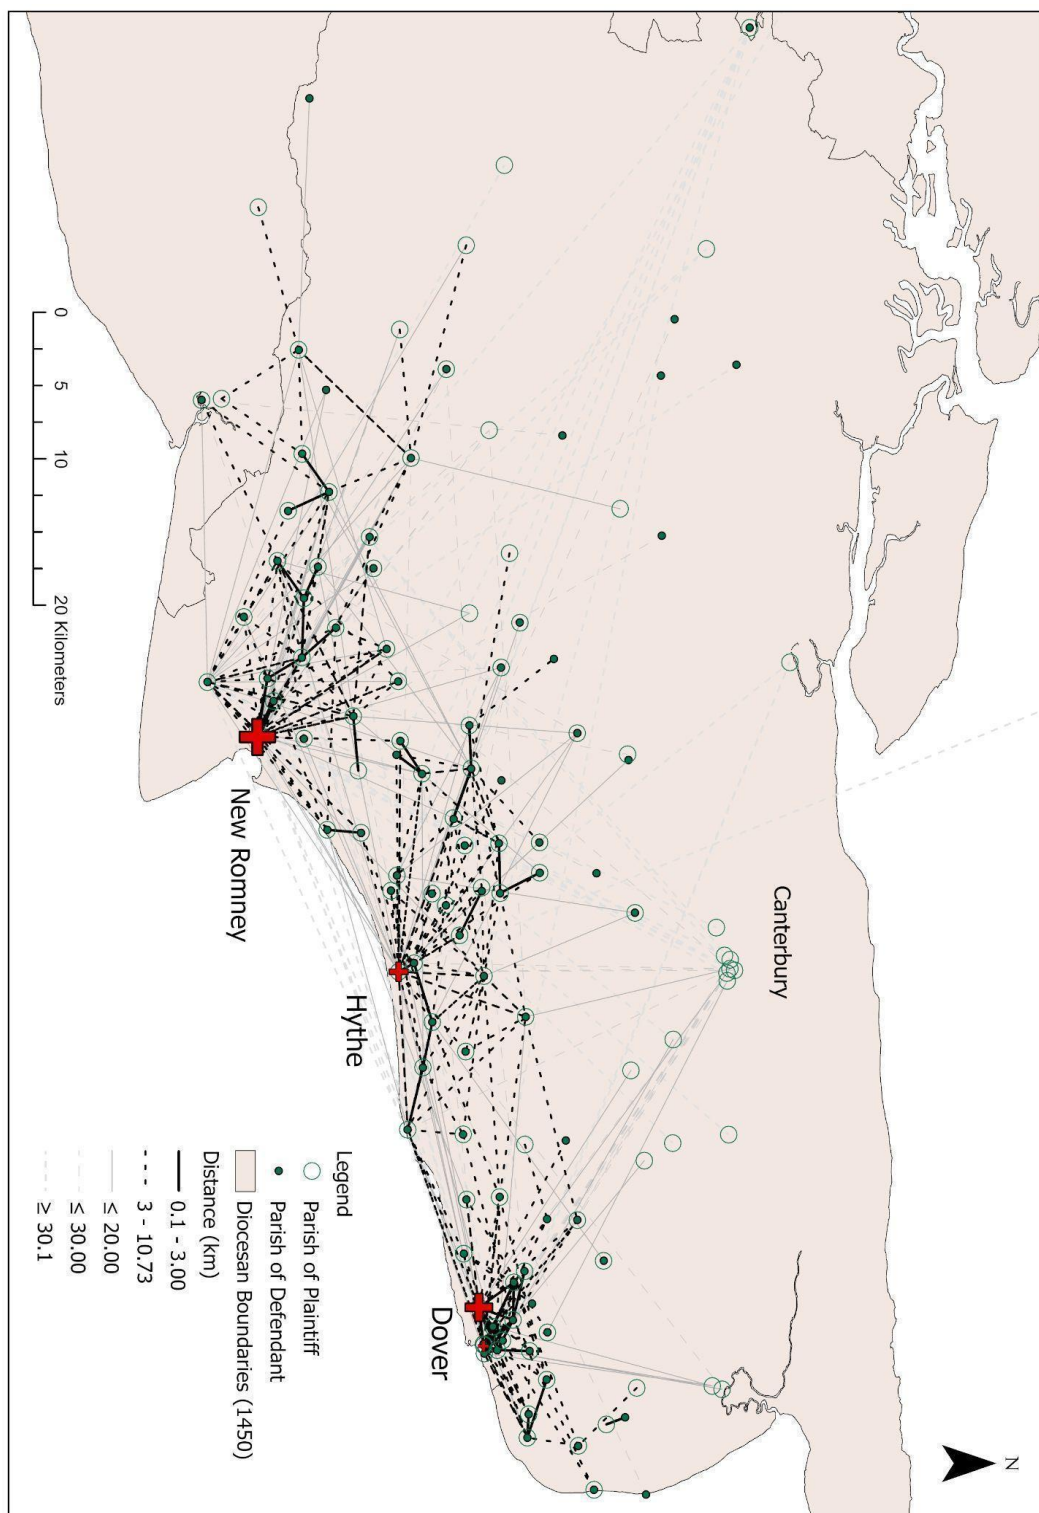 N
Canterbury
New Romney
Hythe
Dover
0 5 10 20 Kilometers
Legend
Parish of Plaintiff
Parish of Defendant
Diocesan Boundaries (1450)
Distance (km)
0.1 - 3.00
3 - 10.73
≤ 20.00
≤ 30.00
≥ 30.1